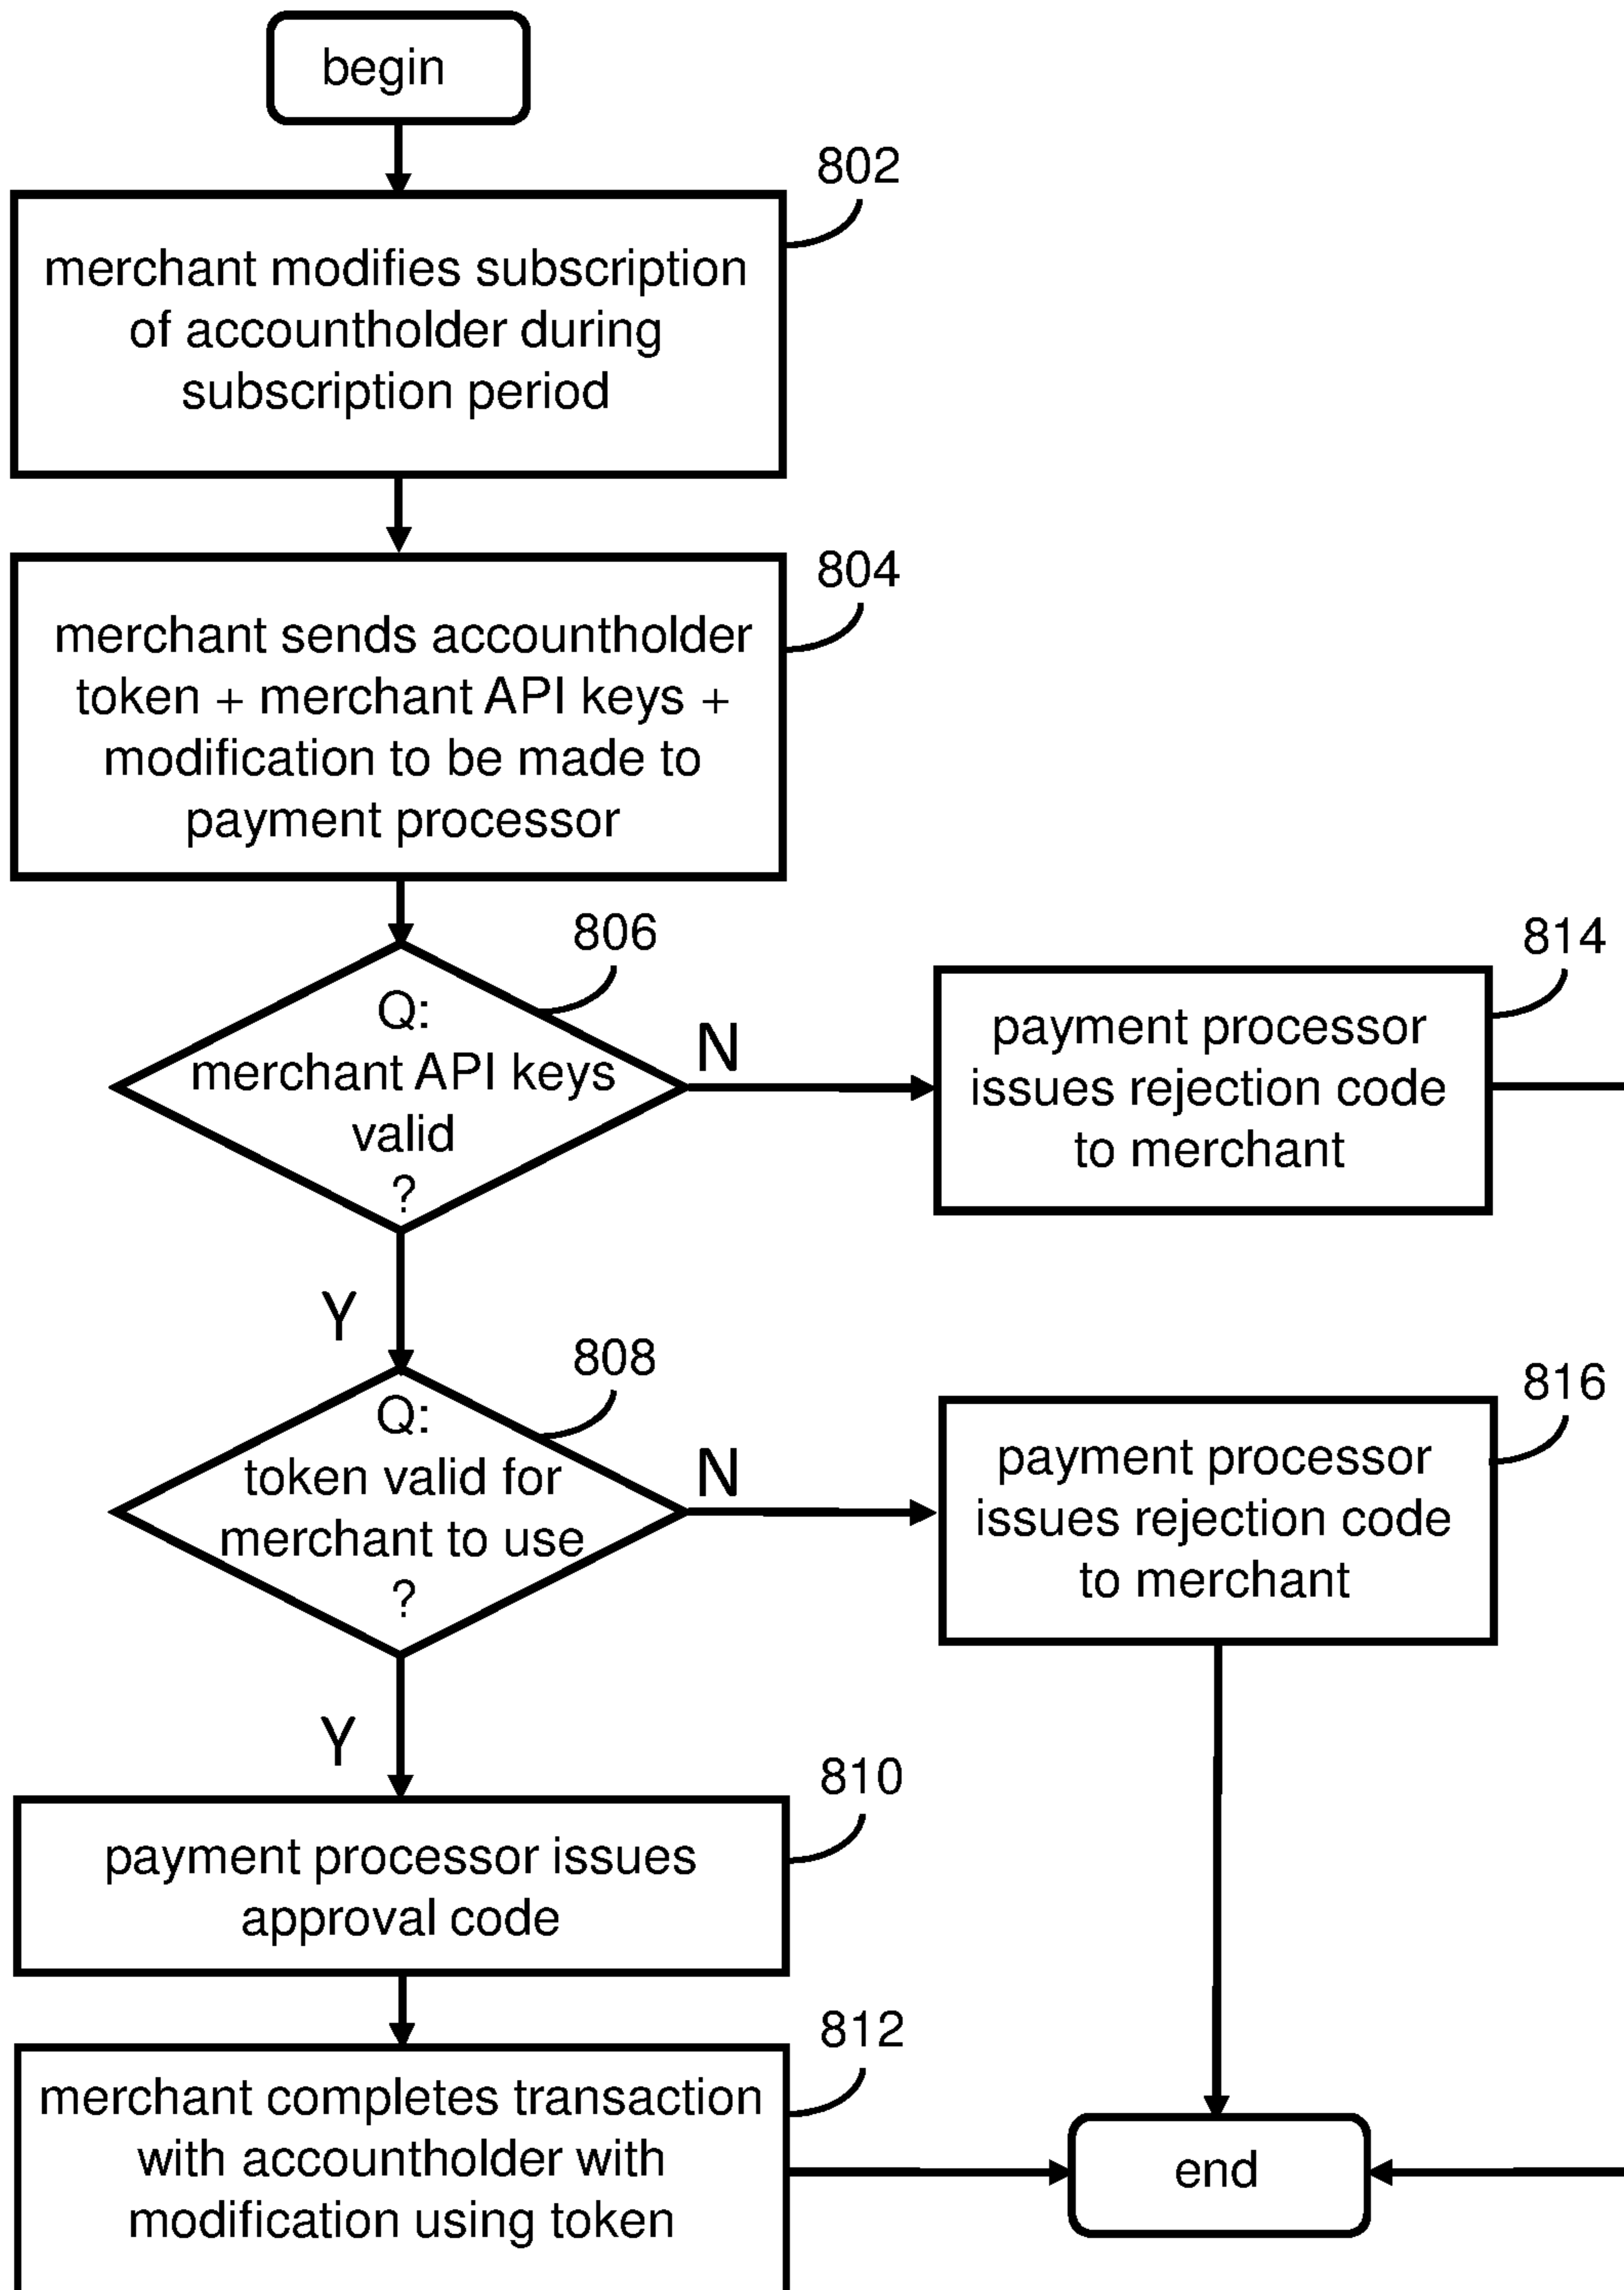 begin
802
merchant modifies subscription
of accountholder during
subscription period
804
merchant sends accountholder
token + merchant API keys +
modification to be made to
payment processor
806
Q:
merchant API keys
valid
?
N
814
payment processor
issues rejection code
to merchant
Y
808
Q:
token valid for
merchant to use
?
N
816
payment processor
issues rejection code
to merchant
Y
810
payment processor issues
approval code
812
merchant completes transaction
with accountholder with
modification using token
end